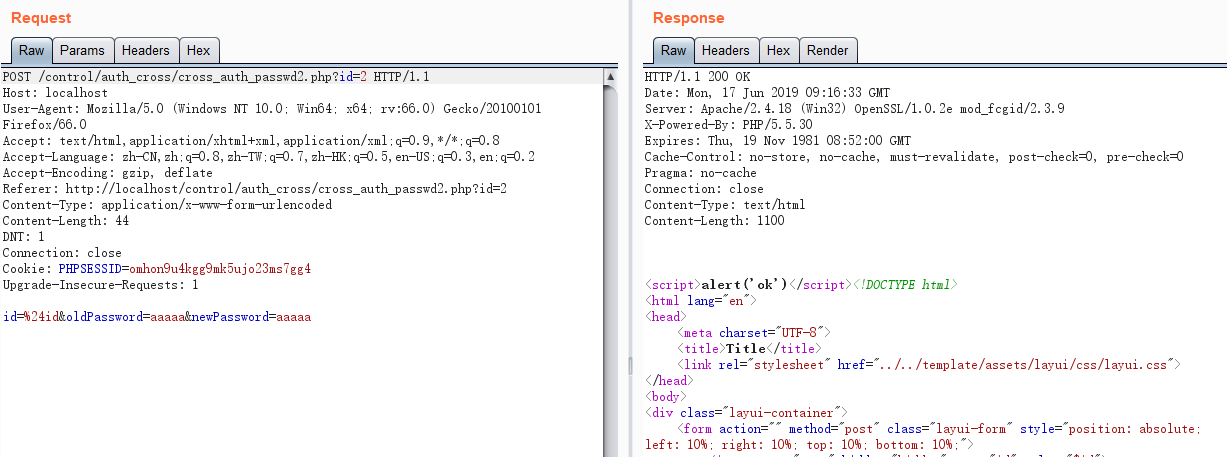 Request
Raw Params Headers Hex
POST /control/auth_cross/cross_auth_passwd2.php?id=2 HTTP/1.1
Host: localhost
User-Agent: Mozilla/5.0 (Windows NT 10.0; Win64; x64; rv:66.0) Gecko/20100101
Firefox/66.0
Accept: text/html,application/xhtml+xml,application/xml;q=0.9,*/*;q=0.8
Accept-Language: zh-CN,zh;q=0.8,zh-TW;q=0.7,zh-HK;q=0.5,en-US;q=0.3,en;q=0.2
Accept-Encoding: gzip, deflate
Referer: http://localhost/control/auth_cross/cross_auth_passwd2.php?id=2
Content-Type: application/x-www-form-urlencoded
Content-Length: 44
DNT: 1
Connection: close
Cookie: PHPSESSID=omhon9u4kgg9mk5ujo23ms7gg4
Upgrade-Insecure-Requests: 1
id=%24id&oldPassword=aaaaa&newPassword=aaaaa
Response
Raw Headers Hex Render
HTTP/1.1 200 OK
Date: Mon, 17 Jun 2019 09:16:33 GMT
Server: Apache/2.4.18 (Win32) OpenSSL/1.0.2e mod_fcgid/2.3.9
X-Powered-By: PHP/5.5.30
Expires: Thu, 19 Nov 1981 08:52:00 GMT
Cache-Control: no-store, no-cache, must-revalidate, post-check=0, pre-check=0
Pragma: no-cache
Connection: close
Content-Type: text/html
Content-Length: 1100
<script>alert('ok')</script><!DOCTYPE html>
<html lang="en">
<head>
<meta charset="UTF-8">
<title>Title</title>
<link rel="stylesheet" href="../../template/assets/layui/css/layui.css">
</head>
<body>
<div class="layui-container">
<form action="" method="post" class="layui-form" style="position: absolute;
left: 10%; right: 10%; top: 10%; bottom: 10%;">